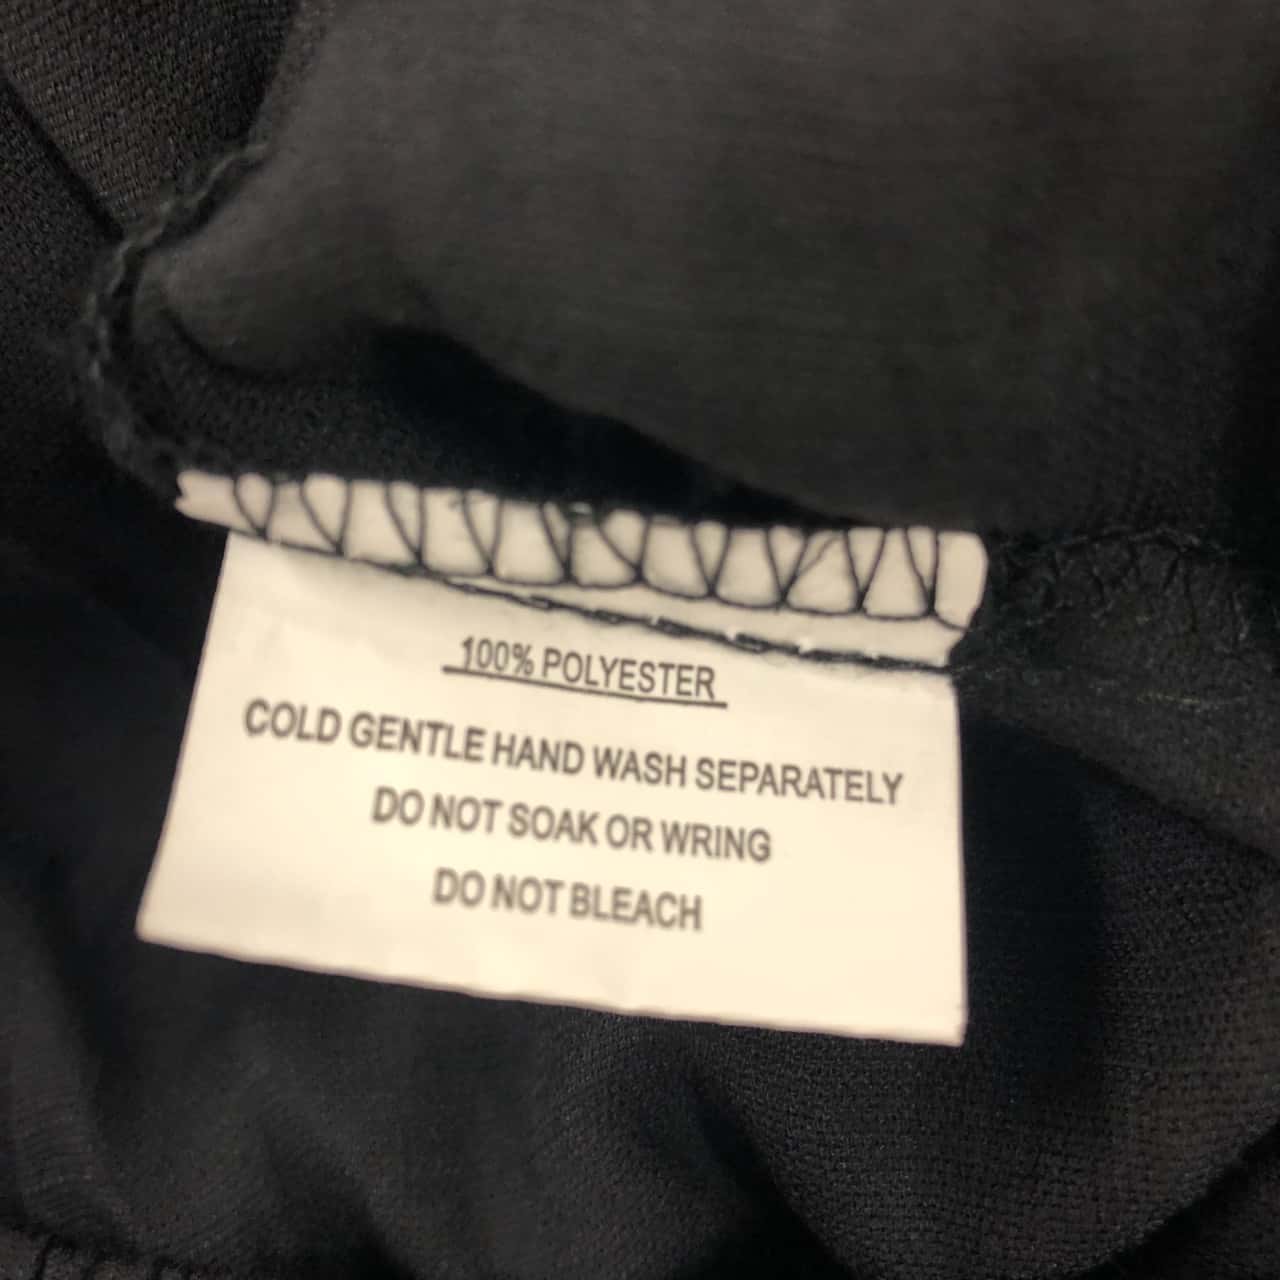 100% POLYESTER
COLD GENTLE HAND WASH SEPARATELY
DO NOT SOAK OR WRING
DO NOT BLEACH